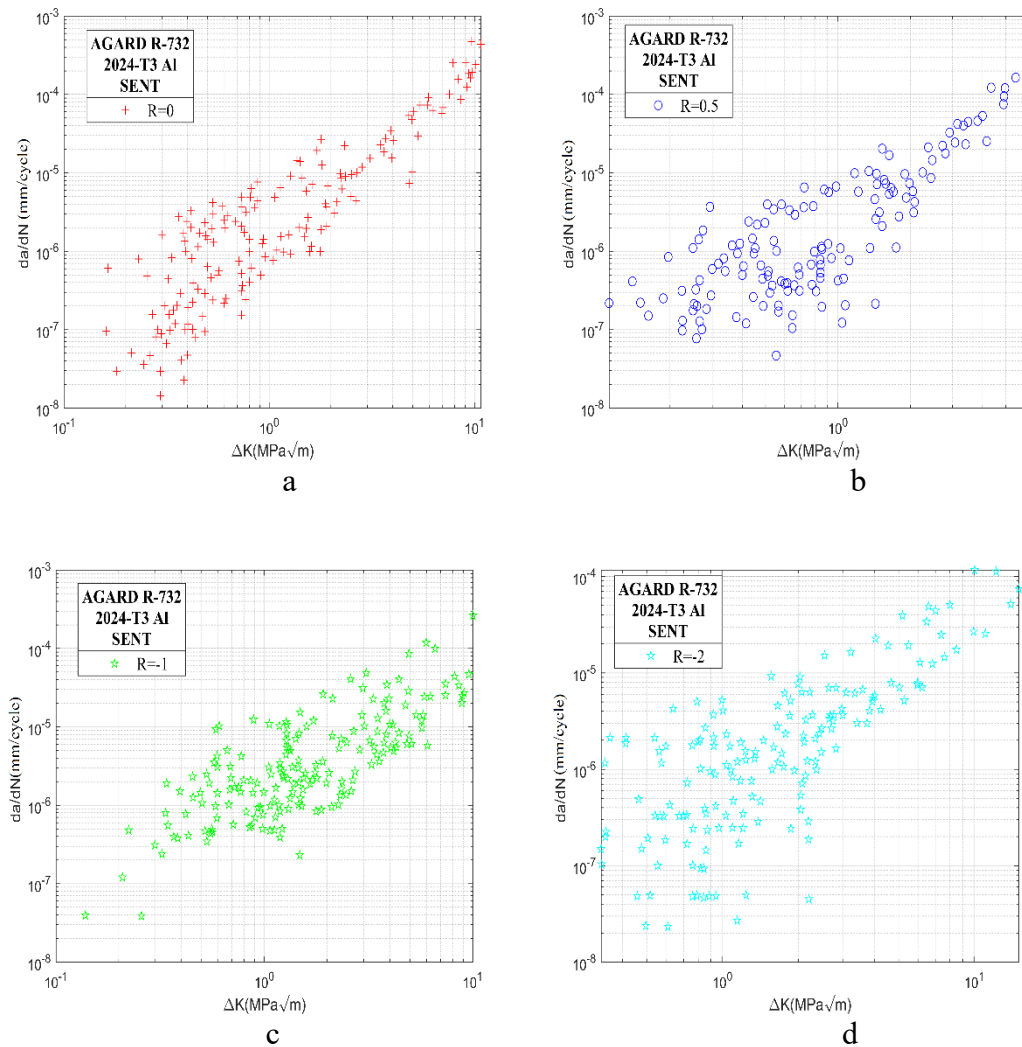 10⁻³
AGARD R-732
2024-T3 Al
SENT
R=0
10⁻⁴
10⁻⁵
10⁻⁶
10⁻⁷
10⁻⁸
da/dN (mm/cycle)
10⁻¹
10⁰
10¹
ΔK(MPa√m)
a
10⁻³
AGARD R-732
2024-T3 Al
SENT
R=0.5
10⁻⁴
10⁻⁵
10⁻⁶
10⁻⁷
10⁻⁸
da/dN (mm/cycle)
10⁰
ΔK(MPa√m)
b
10⁻³
AGARD R-732
2024-T3 Al
SENT
R=-1
10⁻⁴
10⁻⁵
10⁻⁶
10⁻⁷
10⁻⁸
da/dN(mm/cycle)
10⁻¹
10⁰
10¹
ΔK(MPa√m)
c
10⁻⁴
AGARD R-732
2024-T3 Al
SENT
R=-2
10⁻⁵
10⁻⁶
10⁻⁷
10⁻⁸
da/dN (mm/cycle)
10⁰
10¹
ΔK(MPa√m)
d